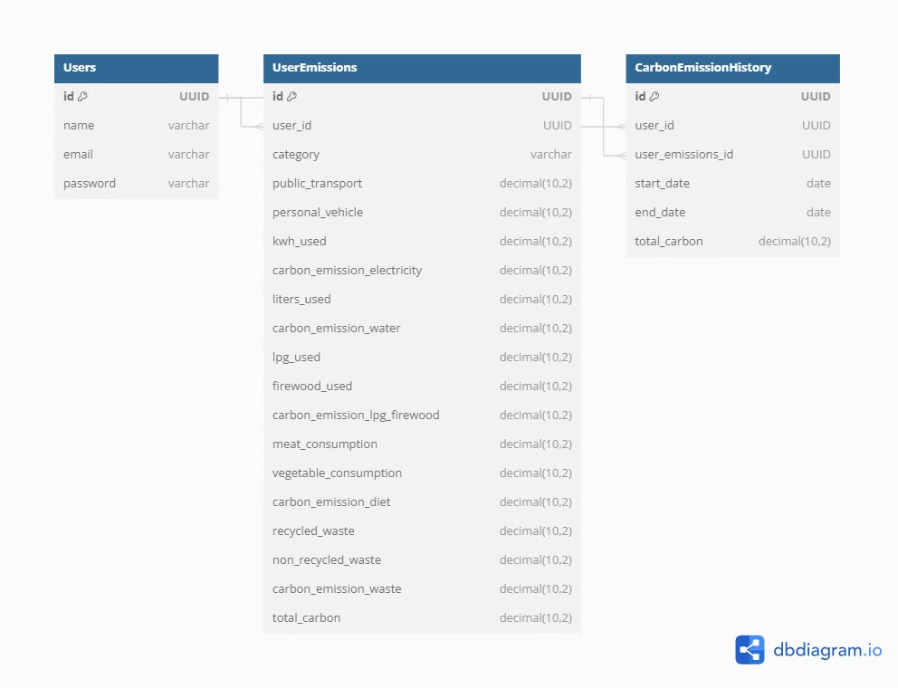 Users
id UUID
name varchar
email varchar
password varchar
UserEmissions
id UUID
user_id UUID
category varchar
public_transport decimal(10,2)
personal_vehicle decimal(10,2)
kwh_used decimal(10,2)
carbon_emission_electricity decimal(10,2)
liters_used decimal(10,2)
carbon_emission_water decimal(10,2)
lpg_used decimal(10,2)
firewood_used decimal(10,2)
carbon_emission_lpg_firewood decimal(10,2)
meat_consumption decimal(10,2)
vegetable_consumption decimal(10,2)
carbon_emission_diet decimal(10,2)
recycled_waste decimal(10,2)
non_recycled_waste decimal(10,2)
carbon_emission_waste decimal(10,2)
total_carbon decimal(10,2)
CarbonEmissionHistory
id UUID
user_id UUID
user_emissions_id UUID
start_date date
end_date date
total_carbon decimal(10,2)
dbdiagram.io